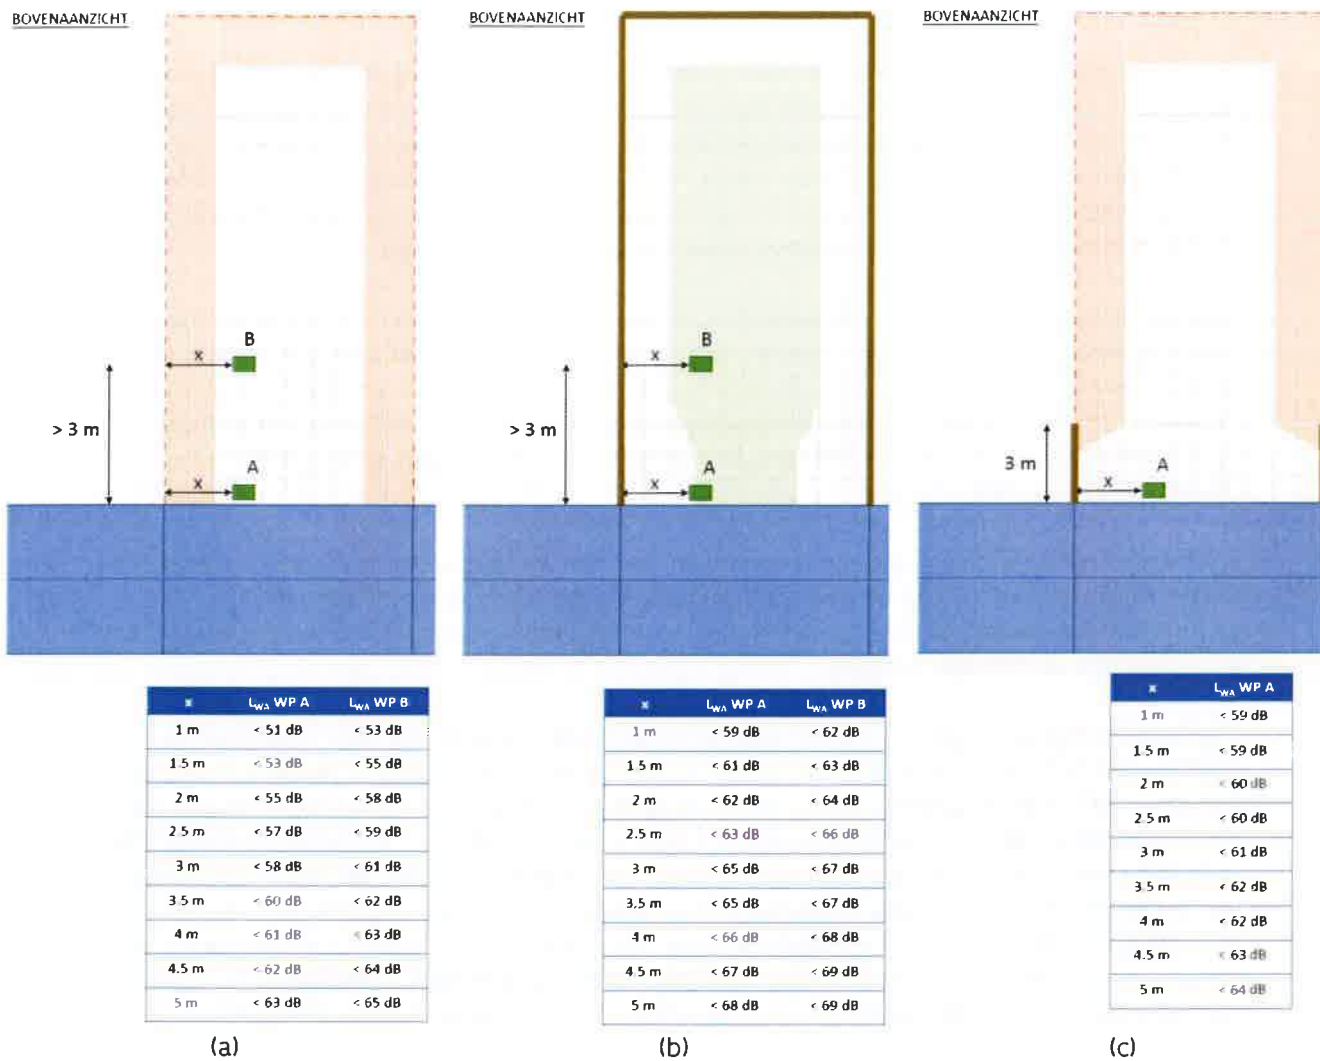 BOVENAANZICHT
B
x
> 3 m
A
x
x L_WA WP A L_WA WP B
1 m < 51 dB < 53 dB
1.5 m < 53 dB < 55 dB
2 m < 55 dB < 58 dB
2.5 m < 57 dB < 59 dB
3 m < 58 dB < 61 dB
3.5 m < 60 dB < 62 dB
4 m < 61 dB < 63 dB
4.5 m < 62 dB < 64 dB
5 m < 63 dB < 65 dB
(a)
BOVENAANZICHT
B
x
> 3 m
A
x
x L_WA WP A L_WA WP B
1 m < 59 dB < 62 dB
1.5 m < 61 dB < 63 dB
2 m < 62 dB < 64 dB
2.5 m < 63 dB < 66 dB
3 m < 65 dB < 67 dB
3.5 m < 65 dB < 67 dB
4 m < 66 dB < 68 dB
4.5 m < 67 dB < 69 dB
5 m < 68 dB < 69 dB
(b)
BOVENAANZICHT
3 m
A
x
x L_WA WP A
1 m < 59 dB
1.5 m < 59 dB
2 m < 60 dB
2.5 m < 60 dB
3 m < 61 dB
3.5 m < 62 dB
4 m < 62 dB
4.5 m < 63 dB
5 m < 64 dB
(c)